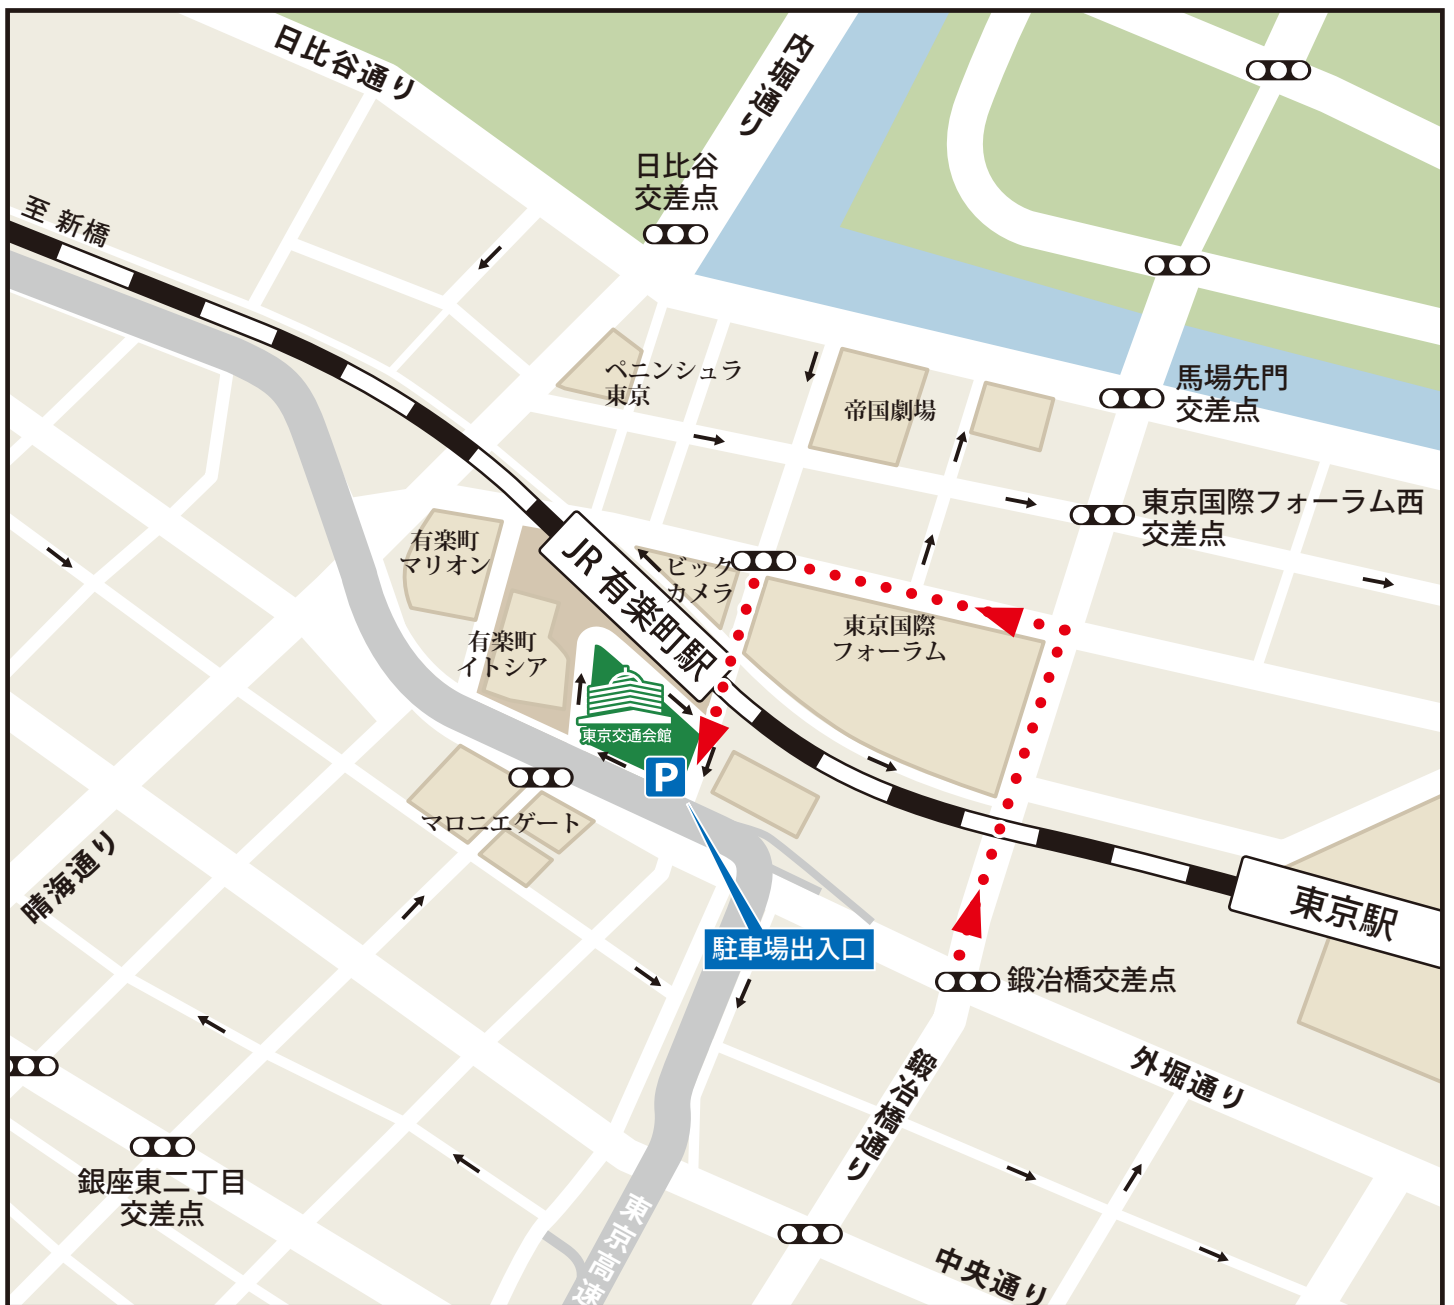 日比谷通り
内堀通り
日比谷
交差点
至 新橋
ペニンシュラ
東京
帝国劇場
馬場先門
交差点
東京国際フォーラム西
交差点
有楽町
マリオン
JR 有楽町駅
ビック
カメラ
東京国際
フォーラム
有楽町
イトシア
東京交通会館
P
マロニエゲート
晴海通り
駐車場出入口
東京駅
鍛冶橋交差点
鍛冶橋通り
外堀通り
銀座東二丁目
交差点
東京高速
中央通り